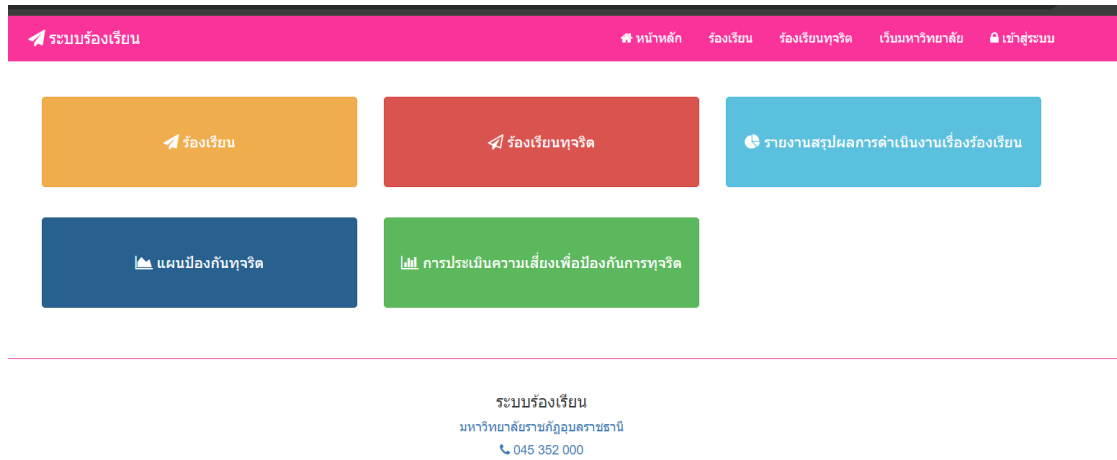 ระบบร้องเรียน
หน้าหลัก ร้องเรียน ร้องเรียนทุจริต เว็บมหาวิทยาลัย เข้าสู่ระบบ
ร้องเรียน
ร้องเรียนทุจริต
รายงานสรุปผลการดำเนินงานเรื่องร้องเรียน
แผนป้องกันทุจริต
การประเมินความเสี่ยงเพื่อป้องกันการทุจริต
ระบบร้องเรียน
มหาวิทยาลัยราชภัฏอุบลราชธานี
045 352 000